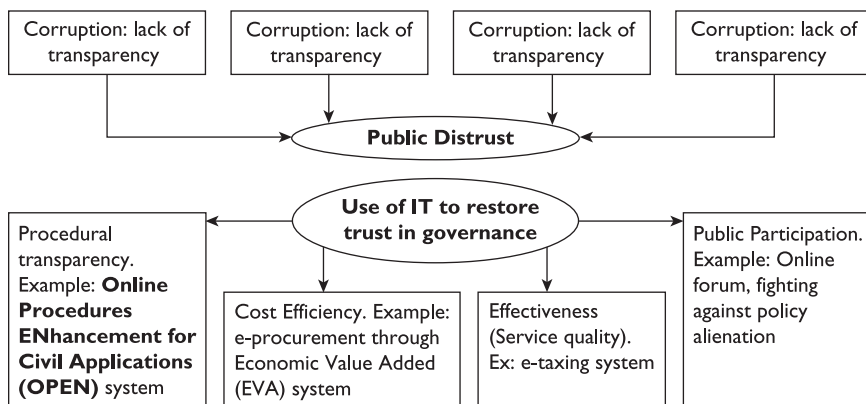 Corruption: lack of
transparency
Corruption: lack of
transparency
Corruption: lack of
transparency
Corruption: lack of
transparency
Public Distrust
Use of IT to restore
trust in governance
Procedural
transparency.
Example: Online
Procedures
ENhancement for
Civil Applications
(OPEN) system
Cost Efficiency. Example:
e-procurement through
Economic Value Added
(EVA) system
Effectiveness
(Service quality).
Ex: e-taxing system
Public Participation.
Example: Online
forum, fighting
against policy
alienation